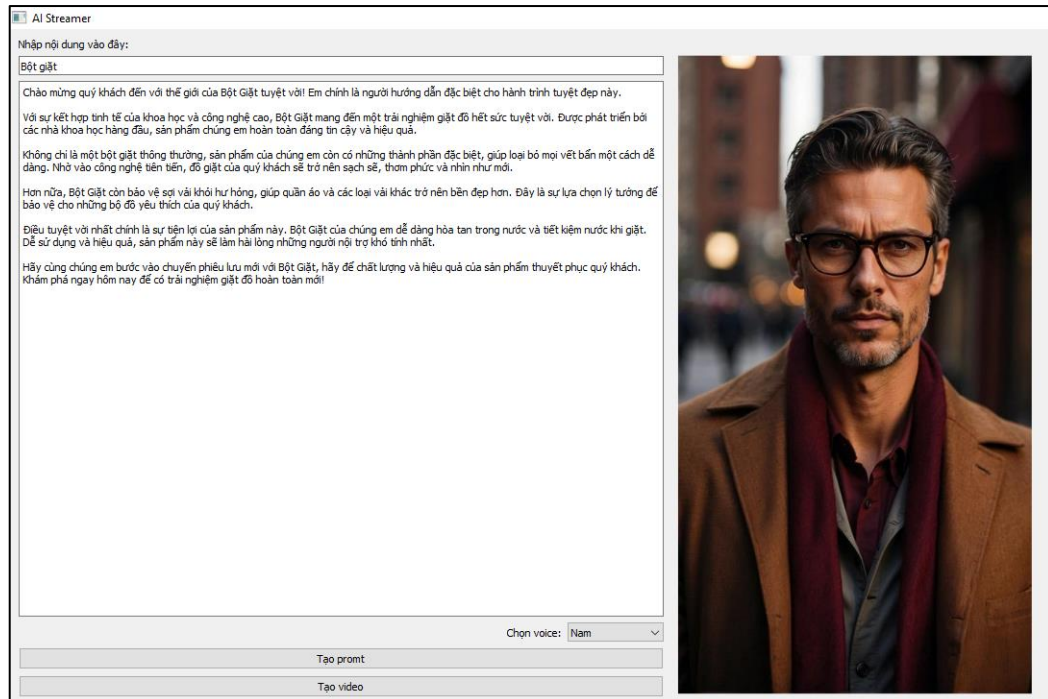 AI Streamer
Nhập nội dung vào đây:
Bột giặt
Chào mừng quý khách đến với thế giới của Bột Giặt tuyệt vời! Em chính là người hướng dẫn đặc biệt cho hành trình tuyệt đẹp này.
Với sự kết hợp tinh tế của khoa học và công nghệ cao, Bột Giặt mang đến một trải nghiệm giặt đồ hết sức tuyệt vời. Được phát triển bởi
các nhà khoa học hàng đầu, sản phẩm chúng em hoàn toàn đáng tin cậy và hiệu quả.
Không chỉ là một bột giặt thông thường, sản phẩm của chúng em còn có những thành phần đặc biệt, giúp loại bỏ mọi vết bẩn một cách dễ
dàng. Nhờ vào công nghệ tiên tiến, đồ giặt của quý khách sẽ trở nên sạch sẽ, thơm phức và nhìn như mới.
Hơn nữa, Bột Giặt còn bảo vệ sợi vải khỏi hư hỏng, giúp quần áo và các loại vải khác trở nên bền đẹp hơn. Đây là sự lựa chọn lý tưởng để
bảo vệ cho những bộ đồ yêu thích của quý khách.
Điều tuyệt vời nhất chính là sự tiện lợi của sản phẩm này. Bột Giặt của chúng em dễ dàng hòa tan trong nước và tiết kiệm nước khi giặt.
Dễ sử dụng và hiệu quả, sản phẩm này sẽ làm hài lòng những người nội trợ khó tính nhất.
Hãy cùng chúng em bước vào chuyến phiêu lưu mới với Bột Giặt, hãy để chất lượng và hiệu quả của sản phẩm thuyết phục quý khách.
Khám phá ngay hôm nay để có trải nghiệm giặt đồ hoàn toàn mới!
Chọn voice: Nam
Tạo promt
Tạo video